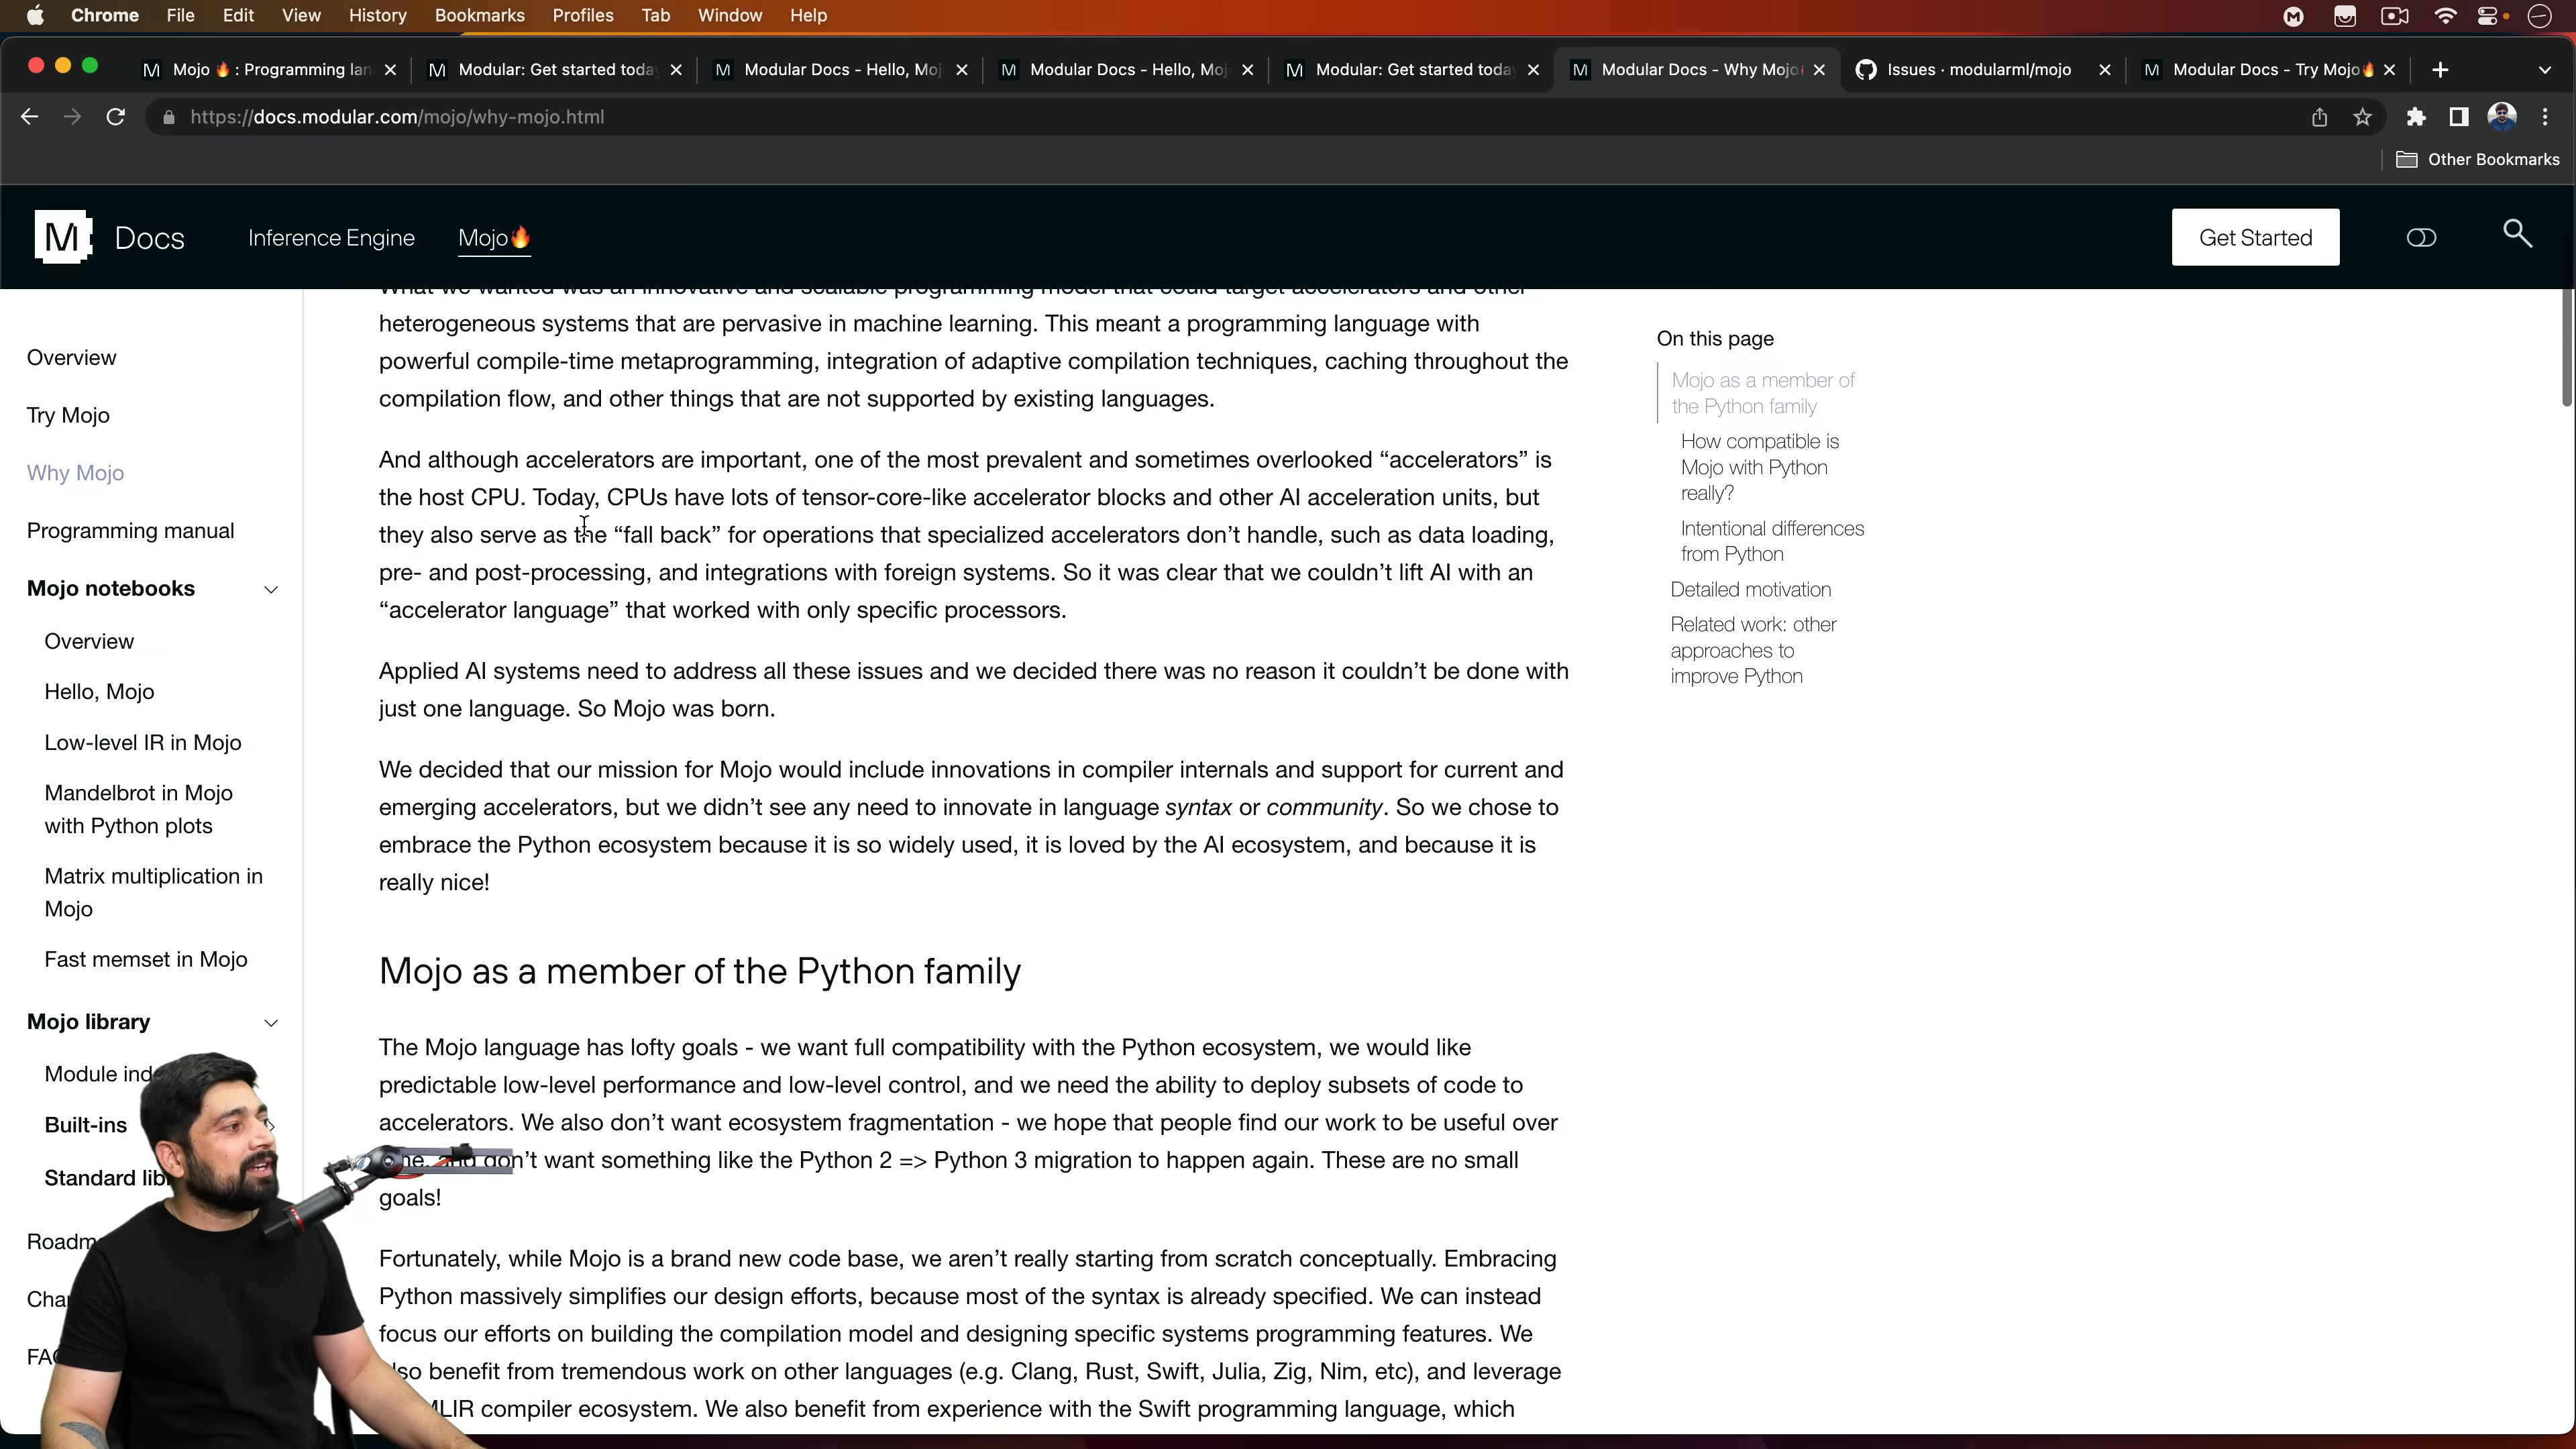 Chrome File Edit View History Bookmarks Profiles Tab Window Help
Mojo 🔥 : Programming lan
Modular: Get started toda
Modular Docs - Hello, Moj
Modular Docs - Hello, Moj
Modular: Get started toda
Modular Docs - Why Mojo
Issues · modularml/mojo
Modular Docs - Try Mojo🔥
https://docs.modular.com/mojo/why-mojo.html
Other Bookmarks
M Docs Inference Engine Mojo🔥 Get Started
Overview
Try Mojo
Why Mojo
Programming manual
Mojo notebooks
Overview
Hello, Mojo
Low-level IR in Mojo
Mandelbrot in Mojo
with Python plots
Matrix multiplication in
Mojo
Fast memset in Mojo
Mojo library
Module ind
Built-ins
Standard lib
Roadm
Cha
FA
What we wanted was an innovative and scalable programming model that could target accelerators and other
heterogeneous systems that are pervasive in machine learning. This meant a programming language with
powerful compile-time metaprogramming, integration of adaptive compilation techniques, caching throughout the
compilation flow, and other things that are not supported by existing languages.
And although accelerators are important, one of the most prevalent and sometimes overlooked “accelerators” is
the host CPU. Today, CPUs have lots of tensor-core-like accelerator blocks and other AI acceleration units, but
they also serve as the “fall back” for operations that specialized accelerators don’t handle, such as data loading,
pre- and post-processing, and integrations with foreign systems. So it was clear that we couldn’t lift AI with an
“accelerator language” that worked with only specific processors.
Applied AI systems need to address all these issues and we decided there was no reason it couldn’t be done with
just one language. So Mojo was born.
We decided that our mission for Mojo would include innovations in compiler internals and support for current and
emerging accelerators, but we didn’t see any need to innovate in language syntax or community. So we chose to
embrace the Python ecosystem because it is so widely used, it is loved by the AI ecosystem, and because it is
really nice!
Mojo as a member of the Python family
The Mojo language has lofty goals - we want full compatibility with the Python ecosystem, we would like
predictable low-level performance and low-level control, and we need the ability to deploy subsets of code to
accelerators. We also don’t want ecosystem fragmentation - we hope that people find our work to be useful over
and don’t want something like the Python 2 => Python 3 migration to happen again. These are no small
goals!
Fortunately, while Mojo is a brand new code base, we aren’t really starting from scratch conceptually. Embracing
Python massively simplifies our design efforts, because most of the syntax is already specified. We can instead
focus our efforts on building the compilation model and designing specific systems programming features. We
lso benefit from tremendous work on other languages (e.g. Clang, Rust, Swift, Julia, Zig, Nim, etc), and leverage
MLIR compiler ecosystem. We also benefit from experience with the Swift programming language, which
On this page
Mojo as a member of
the Python family
How compatible is
Mojo with Python
really?
Intentional differences
from Python
Detailed motivation
Related work: other
approaches to
improve Python